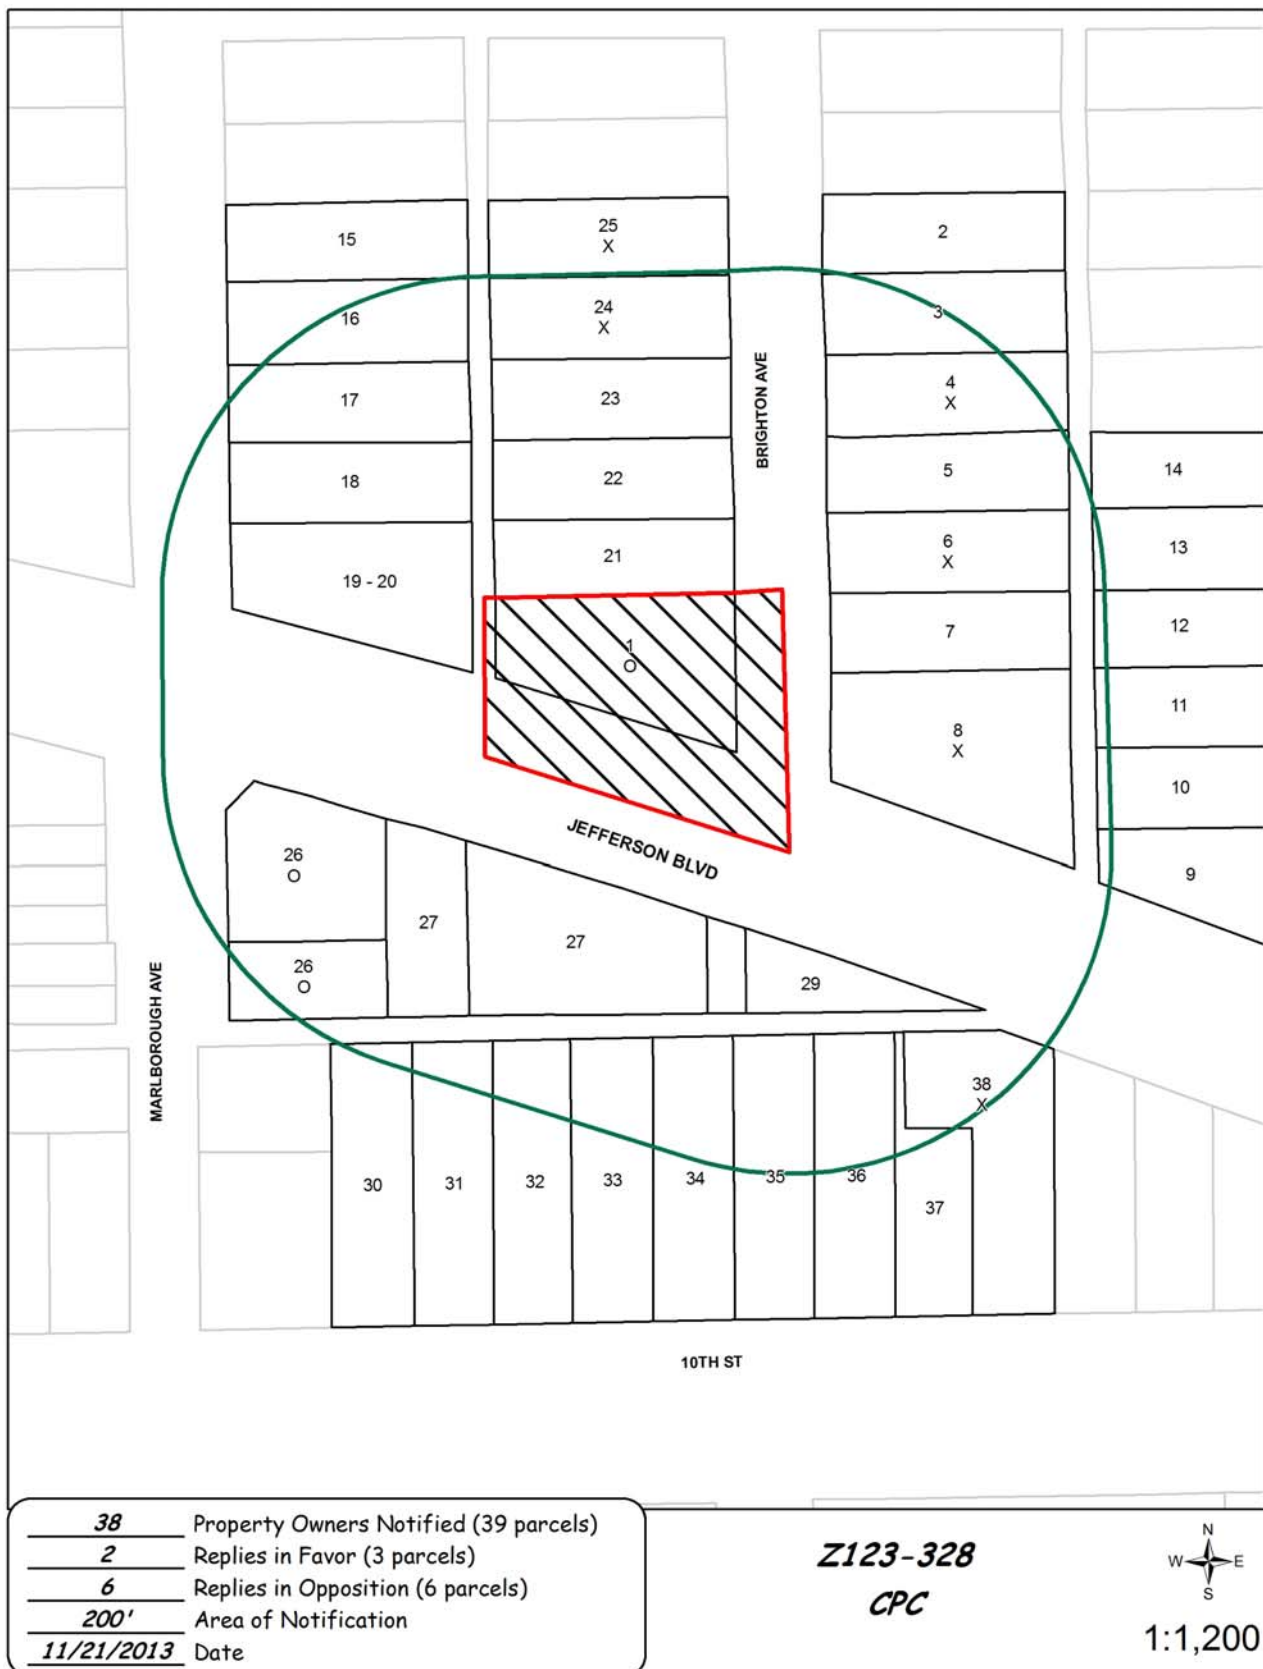 15
25
X
2
16
24
X
3
17
23
BRIGHTON AVE
4
X
18
22
5
14
19 - 20
21
6
X
13
1
O
7
12
8
X
11
10
JEFFERSON BLVD
26
O
27
27
9
26
O
29
MARLBOROUGH AVE
38
X
30
31
32
33
34
35
36
37
10TH ST
38 Property Owners Notified (39 parcels)
2 Replies in Favor (3 parcels)
6 Replies in Opposition (6 parcels)
200' Area of Notification
11/21/2013 Date
Z123-328
CPC
N
W E
S
1:1,200